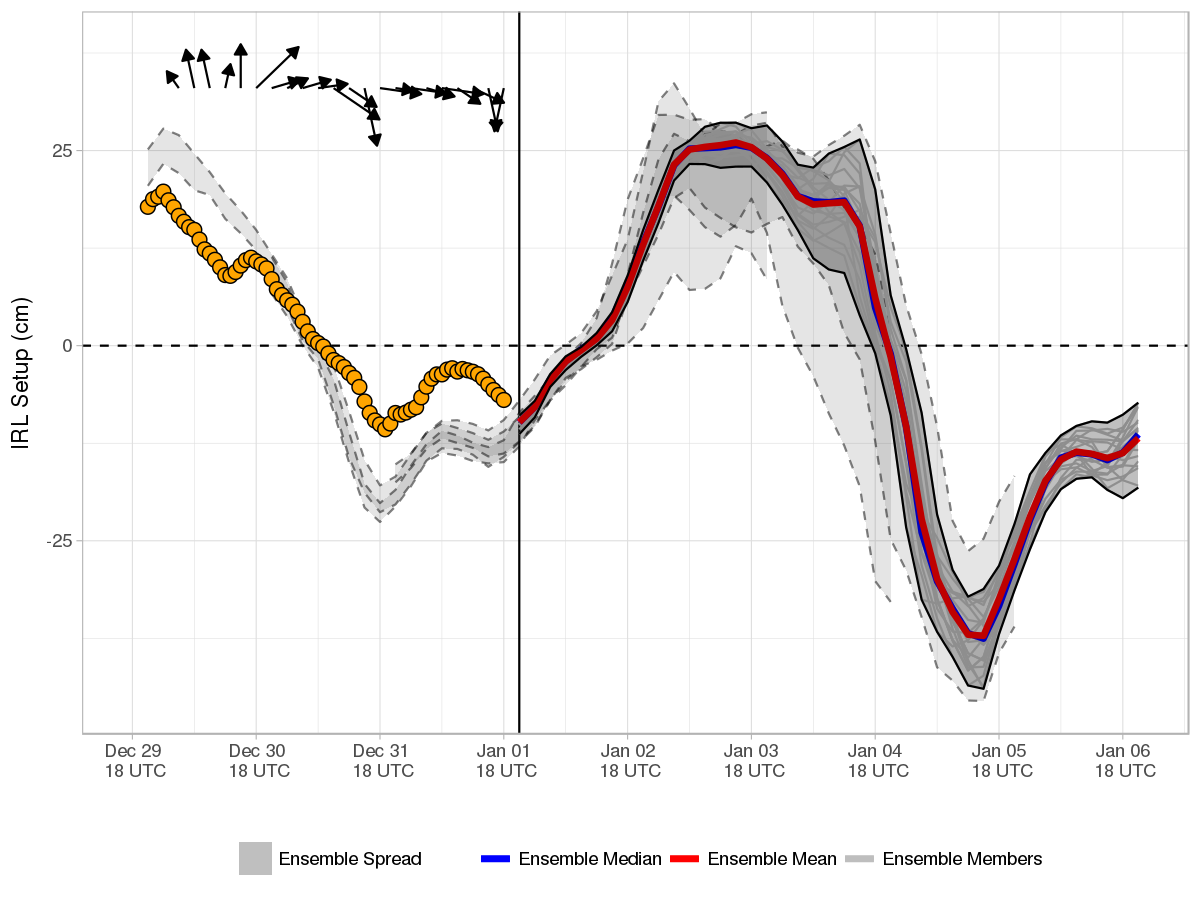 IRL Setup (cm)
25
0
-25
Dec 29 Dec 30 Dec 31 Jan 01 Jan 02 Jan 03 Jan 04 Jan 05 Jan 06
18 UTC 18 UTC 18 UTC 18 UTC 18 UTC 18 UTC 18 UTC 18 UTC 18 UTC
Ensemble Spread Ensemble Median Ensemble Mean Ensemble Members